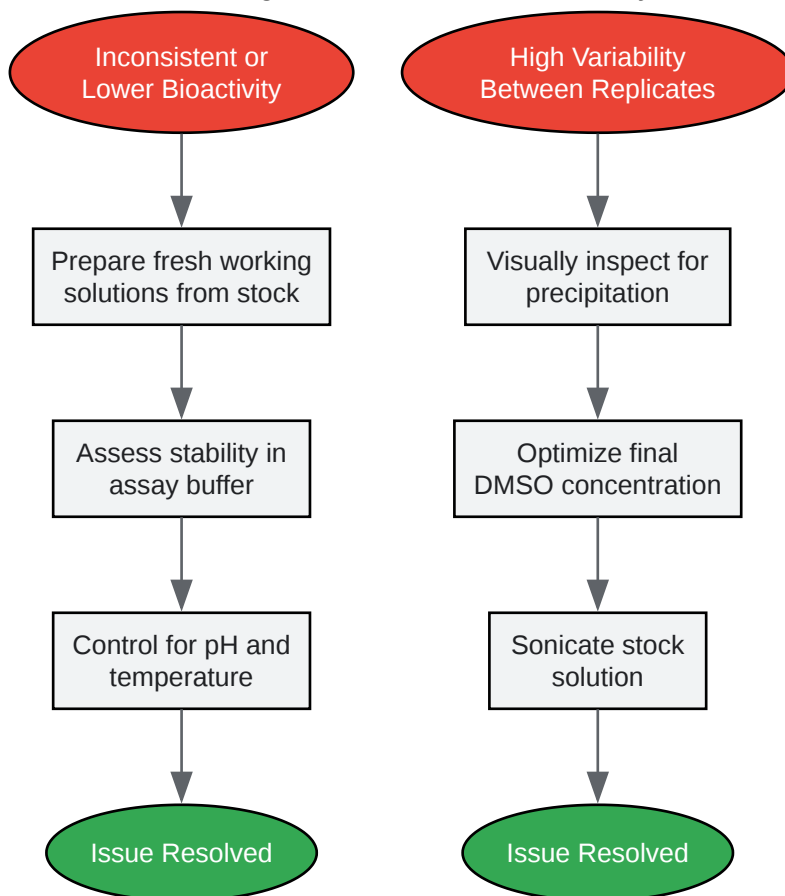 Inconsistent or
Lower Bioactivity
Prepare fresh working
solutions from stock
Assess stability in
assay buffer
Control for pH and
temperature
Issue Resolved
High Variability
Between Replicates
Visually inspect for
precipitation
Optimize final
DMSO concentration
Sonicate stock
solution
Issue Resolved